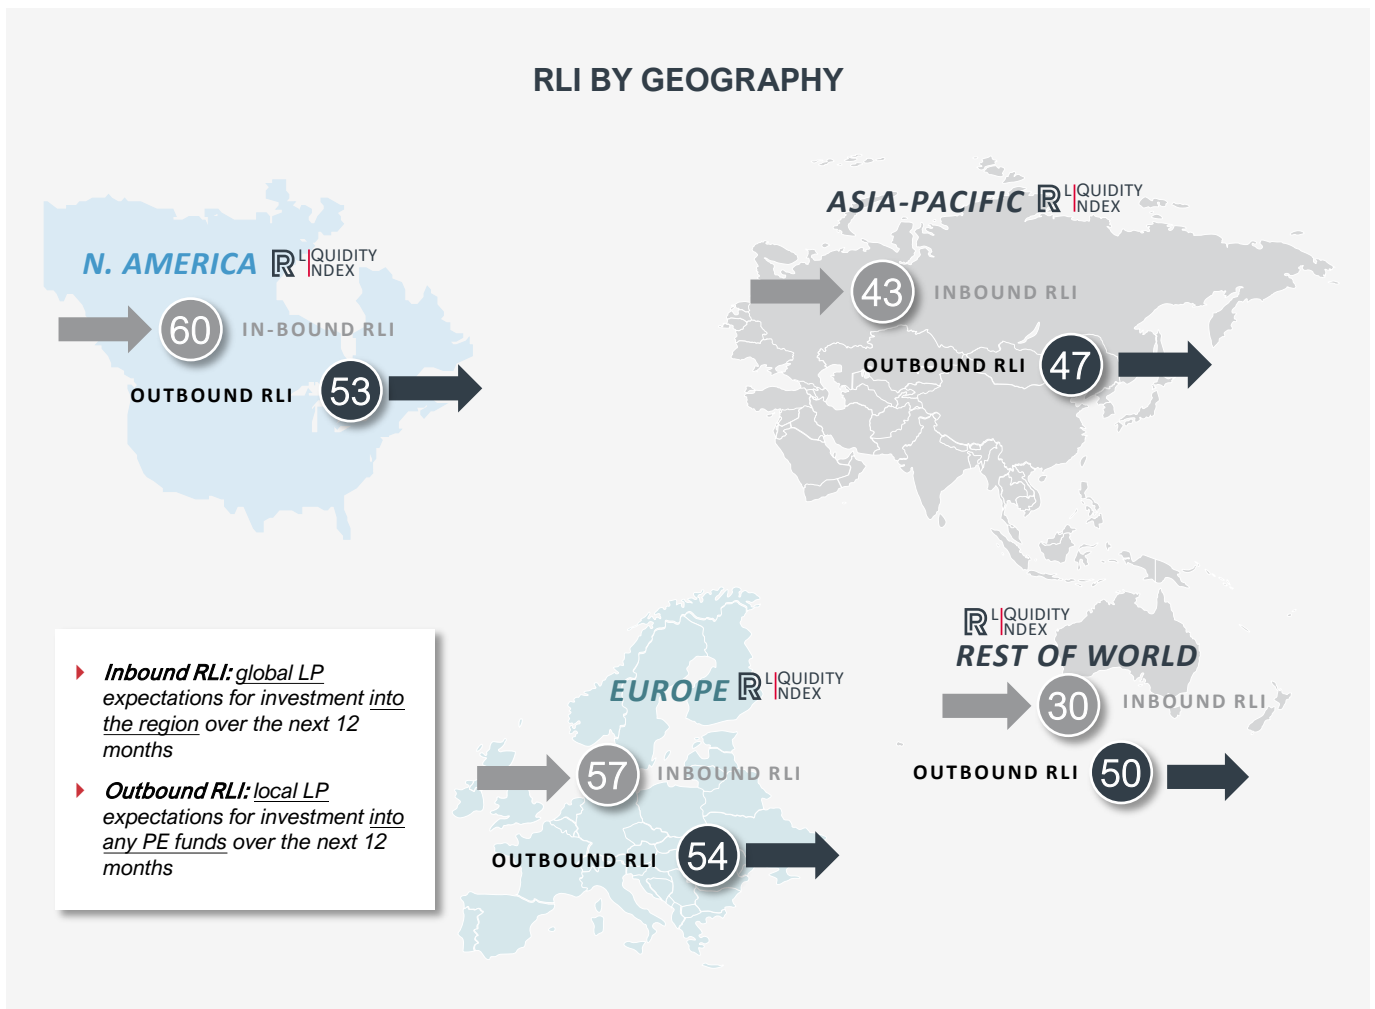 RLI BY GEOGRAPHY
ASIA-PACIFIC R LIQUIDITY INDEX
43 INBOUND RLI
OUTBOUND RLI 47
N. AMERICA R LIQUIDITY INDEX
60 IN-BOUND RLI
OUTBOUND RLI 53
R LIQUIDITY INDEX
REST OF WORLD
30 INBOUND RLI
OUTBOUND RLI 50
EUROPE R LIQUIDITY INDEX
57 INBOUND RLI
OUTBOUND RLI 54
Inbound RLI: global LP
expectations for investment into
the region over the next 12
months
Outbound RLI: local LP
expectations for investment into
any PE funds over the next 12
months